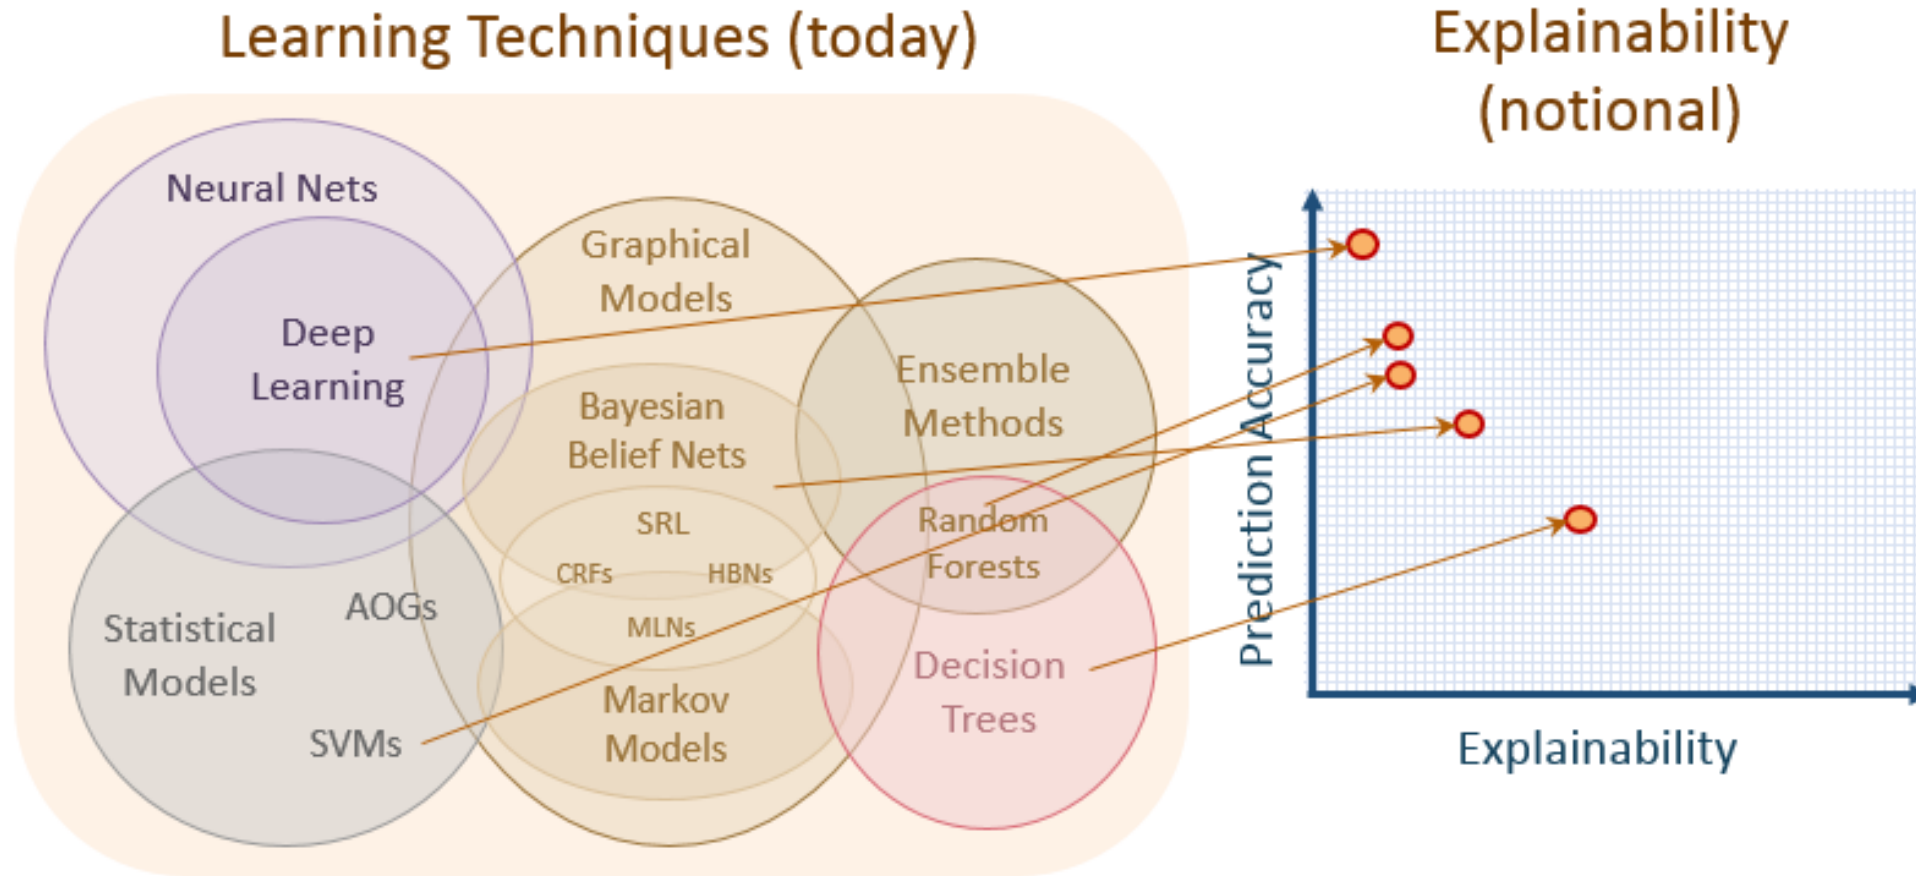 Learning Techniques (today)
Neural Nets
Deep
Learning
Graphical
Models
Bayesian
Belief Nets
SRL
CRFs
HBNs
MLNs
Markov
Models
Ensemble
Methods
Random
Forests
Decision
Trees
Statistical
Models
AOGs
SVMs
Explainability
(notional)
Prediction Accuracy
Explainability